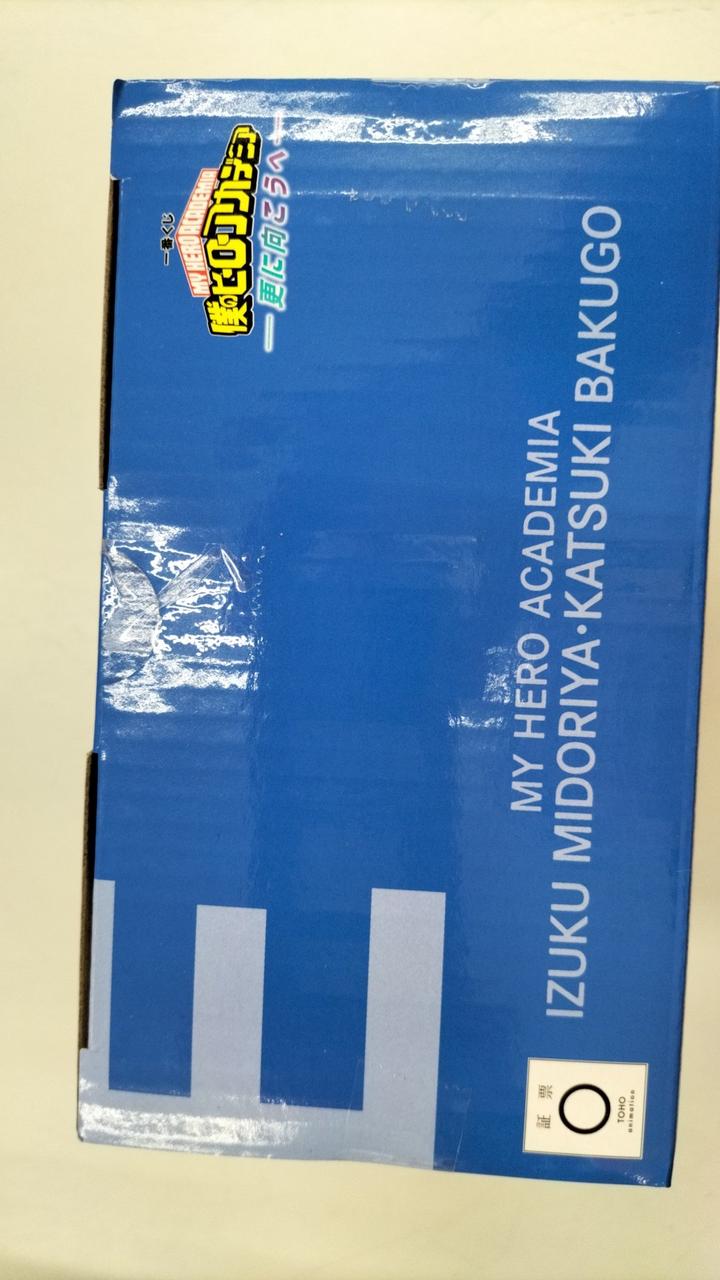 一番くじ
MY HERO ACADEMIA
僕のヒーローアカデミア
― 更に向こうへ ―
MY HERO ACADEMIA
IZUKU MIDORIYA・KATSUKI BAKUGO
証 票
TOHO
animation